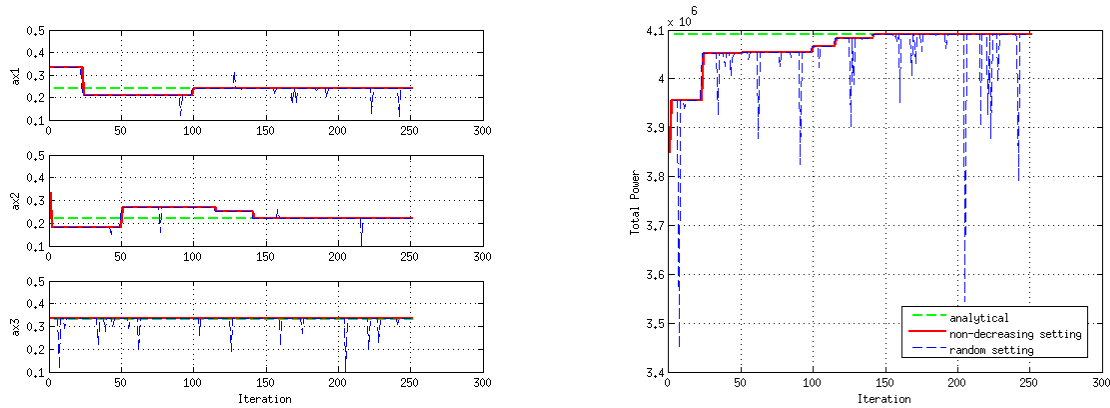 0.5
0.4
0.3
0.2
0.1
ax1
0 50 100 150 200 250 300
0.5
0.4
0.3
0.2
0.1
ax2
0 50 100 150 200 250 300
0.5
0.4
0.3
0.2
0.1
ax3
0 50 100 150 200 250 300
Iteration
x 10^6
4.1
4
3.9
3.8
3.7
3.6
3.5
3.4
Total Power
0 50 100 150 200 250 300
Iteration
analytical
non-decreasing setting
random setting